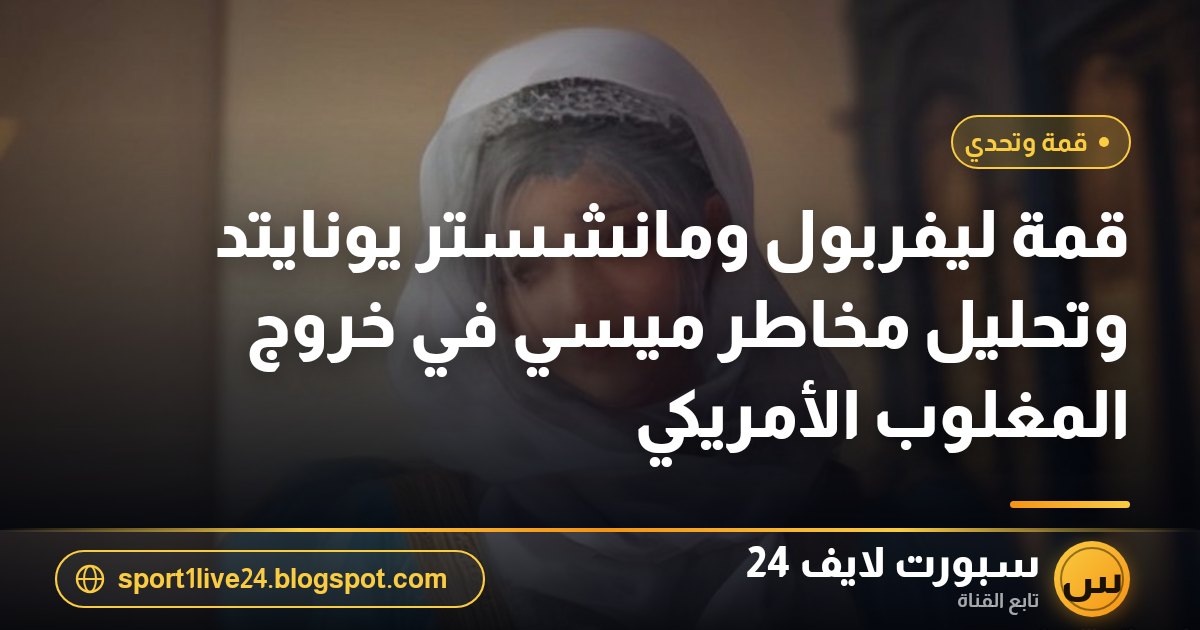 قمة وتحدي
قمة ليفربول ومانشستر يونايتد
وتحليل مخاطر ميسي في خروج
المغلوب الأمريكي
سبورت لايف 24
تابع القناة
س
sport1live24.blogspot.com